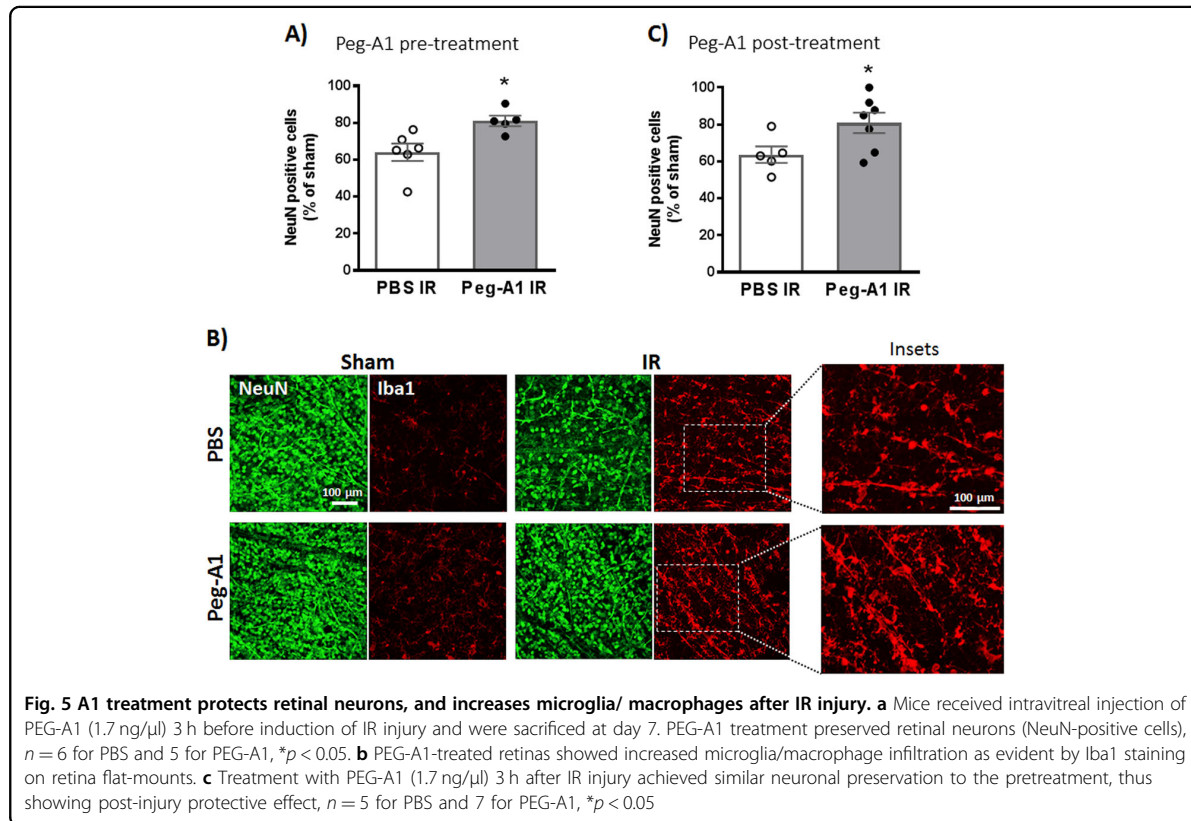 A)
Peg-A1 pre-treatment
NeuN positive cells
(% of sham)
100
80
60
40
20
0
*
PBS IR
Peg-A1 IR
C)
Peg-A1 post-treatment
NeuN positive cells
(% of sham)
100
80
60
40
20
0
*
PBS IR
Peg-A1 IR
B)
Sham
IR
Insets
NeuN
Iba1
PBS
100 µm
100 µm
Peg-A1
Fig. 5 A1 treatment protects retinal neurons, and increases microglia/ macrophages after IR injury. a Mice received intravitreal injection of
PEG-A1 (1.7 ng/µl) 3 h before induction of IR injury and were sacrificed at day 7. PEG-A1 treatment preserved retinal neurons (NeuN-positive cells),
n = 6 for PBS and 5 for PEG-A1, *p < 0.05. b PEG-A1-treated retinas showed increased microglia/macrophage infiltration as evident by Iba1 staining
on retina flat-mounts. c Treatment with PEG-A1 (1.7 ng/µl) 3 h after IR injury achieved similar neuronal preservation to the pretreatment, thus
showing post-injury protective effect, n = 5 for PBS and 7 for PEG-A1, *p < 0.05